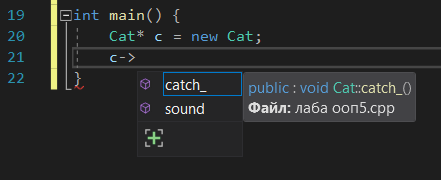 19 int main() {
20 Cat* c = new Cat;
21 c->
22 }
catch_
sound
public : void Cat::catch_()
Файл: лаба ооп5.cpp